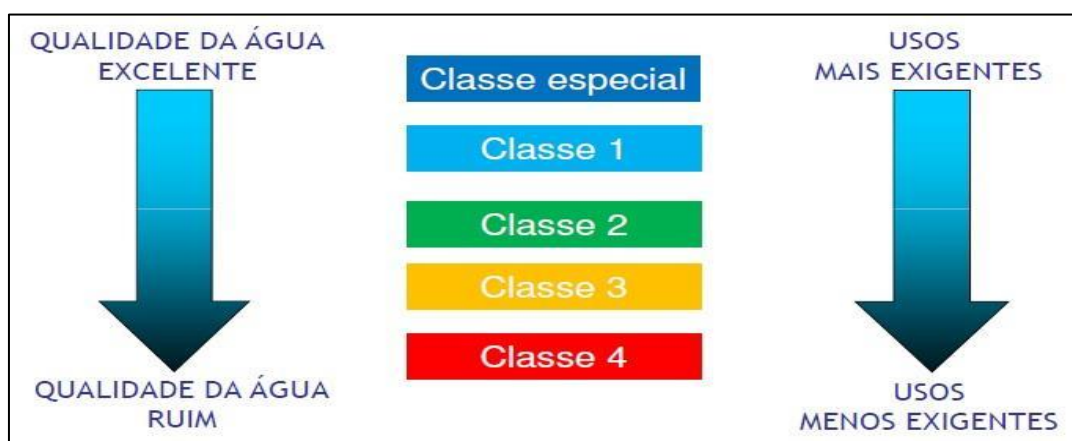 QUALIDADE DA ÁGUA
EXCELENTE
USOS
MAIS EXIGENTES
Classe especial
Classe 1
Classe 2
Classe 3
Classe 4
QUALIDADE DA ÁGUA
RUIM
USOS
MENOS EXIGENTES